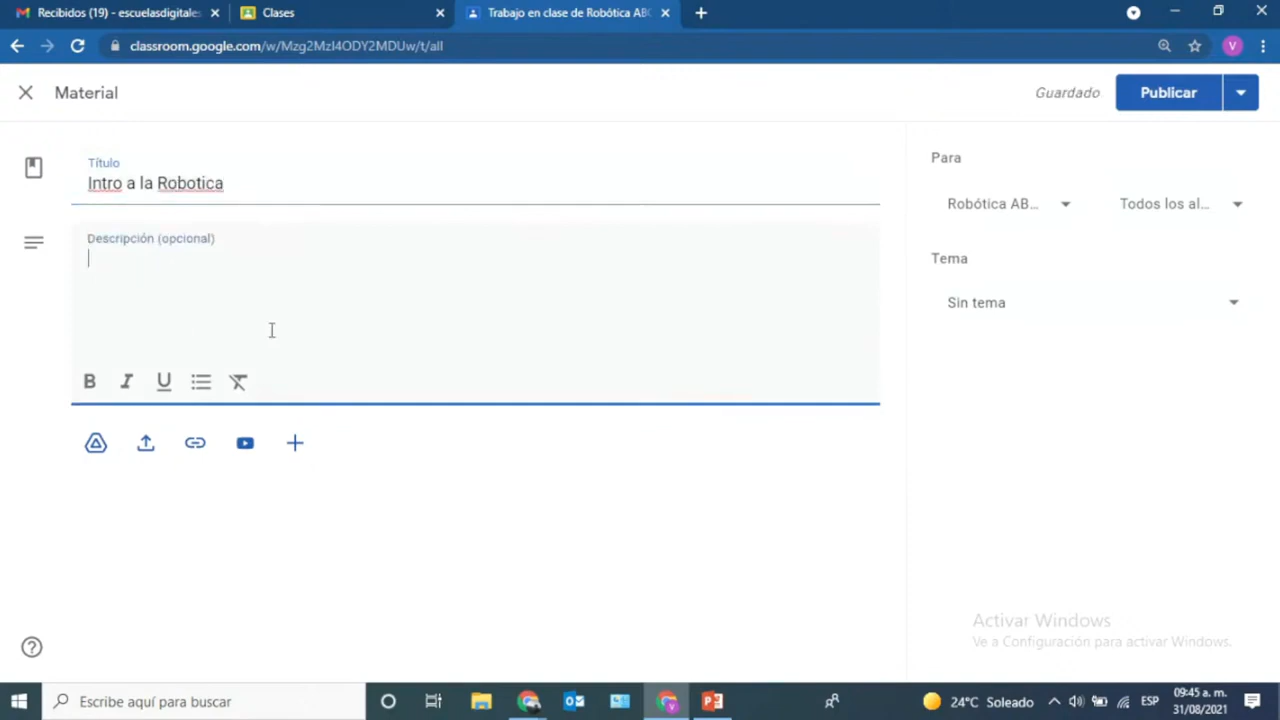 Recibidos (19) - escuelasdigitales
Clases
Trabajo en clase de Robótica ABC
classroom.google.com/w/Mzg2MzI4ODY2MDUw/t/all
V
Material
Guardado
Publicar
Título
Intro a la Robotica
Para
Robótica AB...
Todos los al...
Descripción (opcional)
Tema
Sin tema
B I U
Activar Windows
Ve a Configuración para activar Windows.
Escribe aquí para buscar
24°C Soleado
ESP
09:45 a. m.
31/08/2021